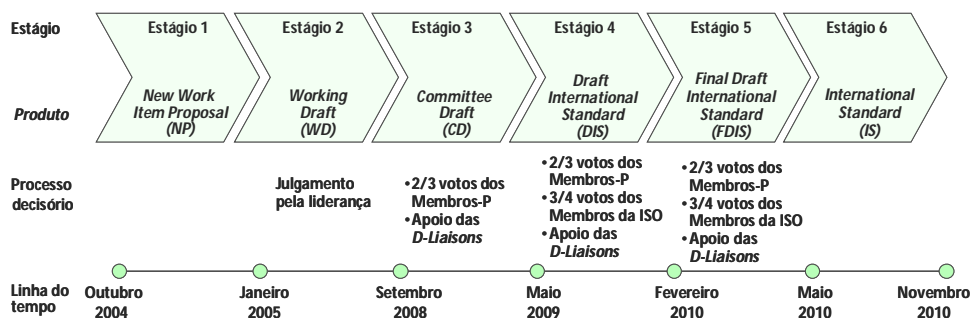 Estágio
Estágio 1
Estágio 2
Estágio 3
Estágio 4
Estágio 5
Estágio 6
Produto
New Work
Item Proposal
(NP)
Working
Draft
(WD)
Committee
Draft
(CD)
Draft
International
Standard
(DIS)
Final Draft
International
Standard
(FDIS)
International
Standard
(IS)
Processo
decisório
Julgamento
pela liderança
•2/3 votos dos
Membros-P
•Apoio das
D-Liaisons
•2/3 votos dos
Membros-P
•3/4 votos dos
Membros da ISO
•Apoio das
D-Liaisons
•2/3 votos dos
Membros-P
•3/4 votos dos
Membros da ISO
•Apoio das
D-Liaisons
Linha do
tempo
Outubro
2004
Janeiro
2005
Setembro
2008
Maio
2009
Fevereiro
2010
Maio
2010
Novembro
2010